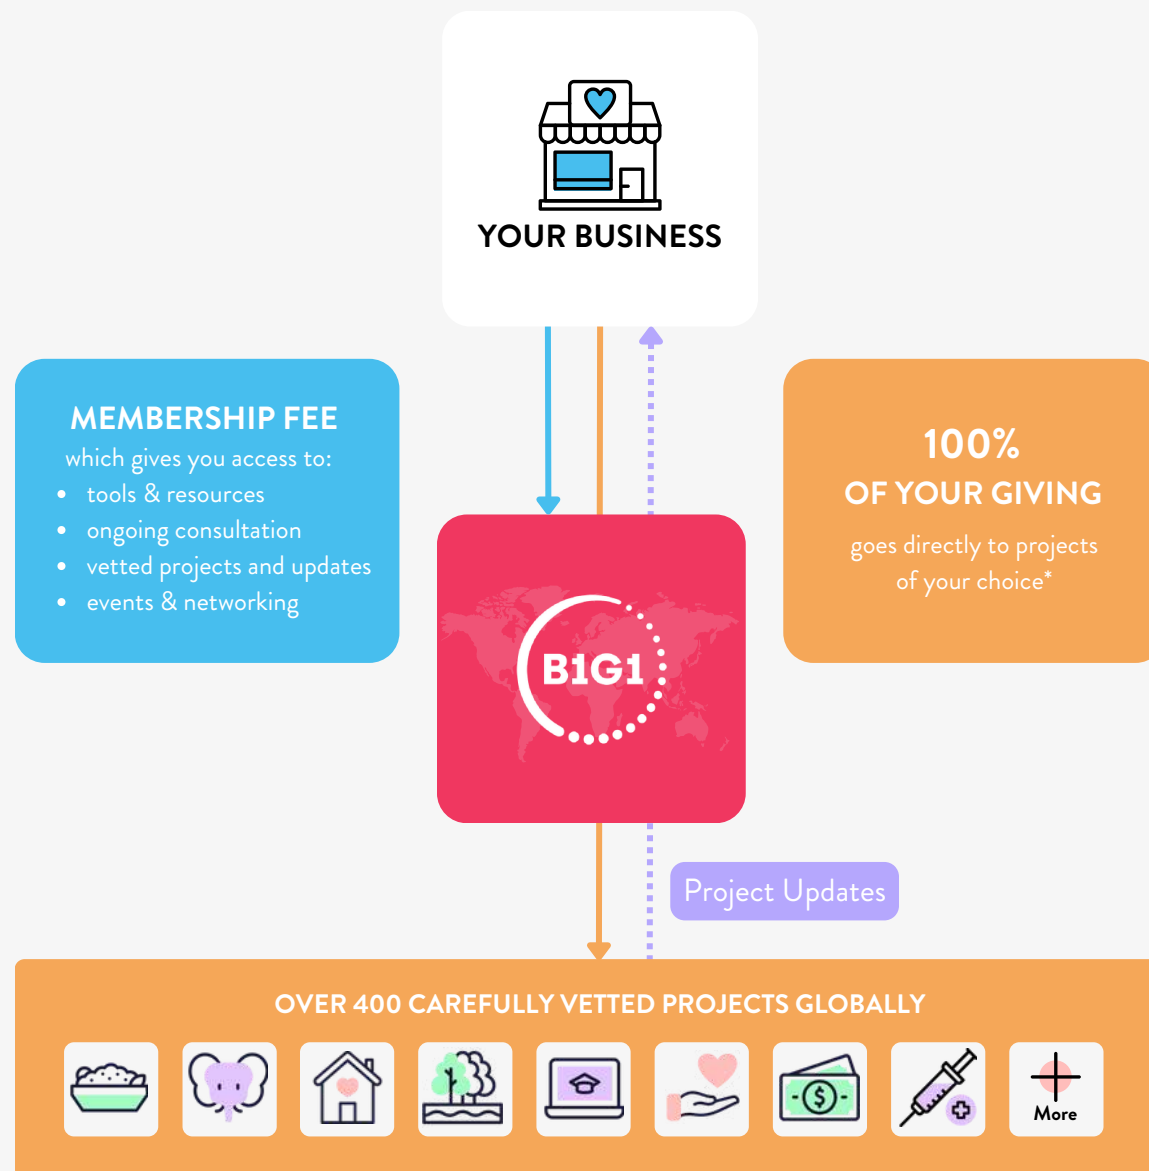 YOUR BUSINESS
MEMBERSHIP FEE
which gives you access to:
• tools & resources
• ongoing consultation
• vetted projects and updates
• events & networking
100%
OF YOUR GIVING
goes directly to projects
of your choice*
B1G1
Project Updates
OVER 400 CAREFULLY VETTED PROJECTS GLOBALLY
$
More